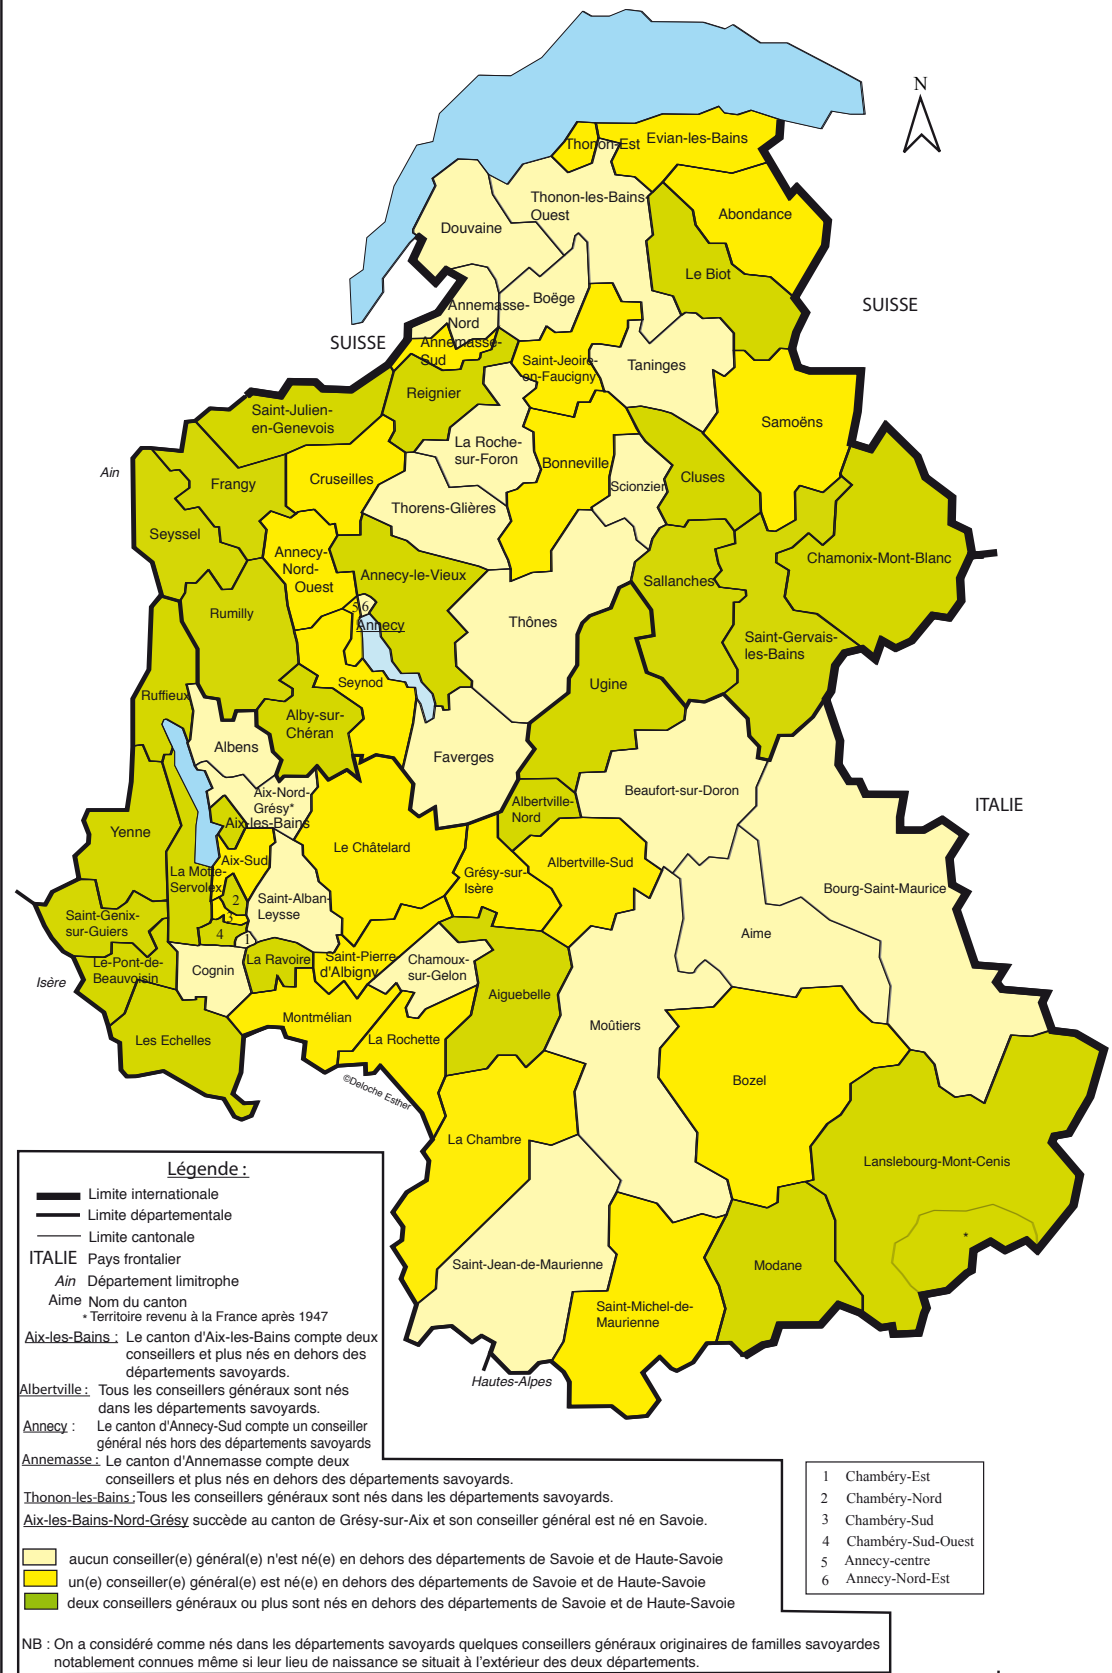 N
Thonon-Est
Evian-les-Bains
Thonon-les-Bains
Ouest
Abondance
Douvaine
Le Biot
SUISSE
Boëge
Annemasse-
Nord
SUISSE
Annemasse-
Sud
Saint-Jeoire-
en-Faucigny
Taninges
Reignier
Saint-Julien-
en-Genevois
Samoëns
La Roche-
sur-Foron
Bonneville
Ain
Frangy
Cruseilles
Scionzier
Cluses
Thorens-Glières
Seyssel
Annecy-
Nord-
Ouest
Chamonix-Mont-Blanc
Annecy-le-Vieux
Sallanches
5
6
Rumilly
Annecy
Thônes
Saint-Gervais-
les-Bains
Seynod
Ugine
Ruffieux
Alby-sur-
Chéran
Albens
Faverges
Aix-Nord-
Grésy*
Beaufort-sur-Doron
Albertville-
Nord
ITALIE
Aix-les-Bains
Yenne
Le Châtelard
Aix-Sud
Albertville-Sud
La Motte-
Servolex
Grésy-sur-
Isère
Bourg-Saint-Maurice
2
Saint-Alban-
Leysse
Saint-Genix-
sur-Guiers
3
4
1
Aime
Le-Pont-de-
Beauvoisin
Cognin
La Ravoire
Saint-Pierre
d'Albigny
Chamoux-
sur-Gelon
Isère
Aiguebelle
Montmélian
Moûtiers
Les Echelles
La Rochette
©Deloche Esther
Bozel
La Chambre
Lanslebourg-Mont-Cenis
*
Saint-Jean-de-Maurienne
Modane
Saint-Michel-de-
Maurienne
Hautes-Alpes
Légende :
Limite internationale
Limite départementale
Limite cantonale
ITALIE Pays frontalier
Ain Département limitrophe
Aime Nom du canton
* Territoire revenu à la France après 1947
Aix-les-Bains : Le canton d'Aix-les-Bains compte deux
conseillers et plus nés en dehors des
départements savoyards.
Albertville : Tous les conseillers généraux sont nés
dans les départements savoyards.
Annecy : Le canton d'Annecy-Sud compte un conseiller
général nés hors des départements savoyards
Annemasse : Le canton d'Annemasse compte deux
conseillers et plus nés en dehors des départements savoyards.
Thonon-les-Bains : Tous les conseillers généraux sont nés dans les départements savoyards.
Aix-les-Bains-Nord-Grésy succède au canton de Grésy-sur-Aix et son conseiller général est né en Savoie.
aucun conseiller(e) général(e) n'est né(e) en dehors des départements de Savoie et de Haute-Savoie
un(e) conseiller(e) général(e) est né(e) en dehors des départements de Savoie et de Haute-Savoie
deux conseillers généraux ou plus sont nés en dehors des départements de Savoie et de Haute-Savoie
NB : On a considéré comme nés dans les départements savoyards quelques conseillers généraux originaires de familles savoyardes
notablement connues même si leur lieu de naissance se situait à l'extérieur des deux départements.
1 Chambéry-Est
2 Chambéry-Nord
3 Chambéry-Sud
4 Chambéry-Sud-Ouest
5 Annecy-centre
6 Annecy-Nord-Est